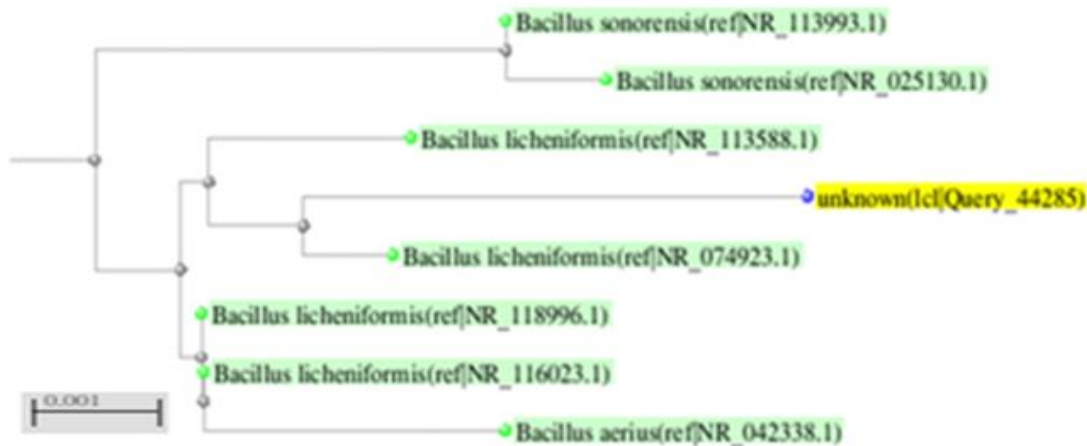 Bacillus sonorensis(ref|NR_113993.1)
Bacillus sonorensis(ref|NR_025130.1)
Bacillus licheniformis(ref|NR_113588.1)
unknown(lcl|Query_44285)
Bacillus licheniformis(ref|NR_074923.1)
Bacillus licheniformis(ref|NR_118996.1)
Bacillus licheniformis(ref|NR_116023.1)
0.001
Bacillus aerius(ref|NR_042338.1)